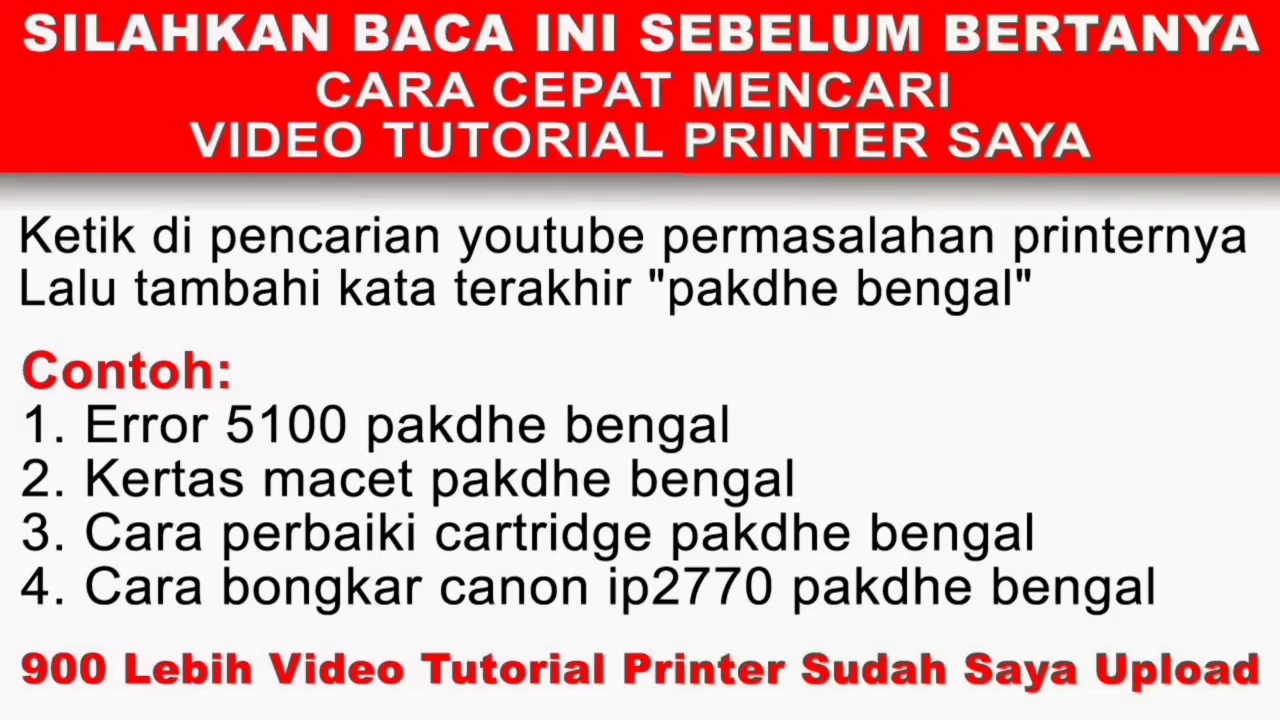 SILAHKAN BACA INI SEBELUM BERTANYA
CARA CEPAT MENCARI
VIDEO TUTORIAL PRINTER SAYA
Ketik di pencarian youtube permasalahan printernya
Lalu tambahi kata terakhir "pakdhe bengal"
Contoh:
1. Error 5100 pakdhe bengal
2. Kertas macet pakdhe bengal
3. Cara perbaiki cartridge pakdhe bengal
4. Cara bongkar canon ip2770 pakdhe bengal
900 Lebih Video Tutorial Printer Sudah Saya Upload